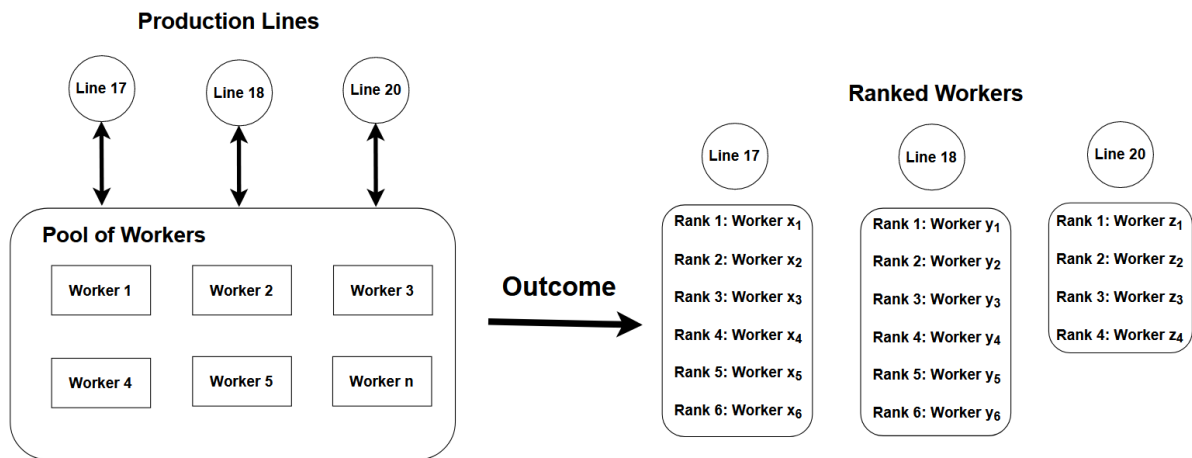 Production Lines
Line 17
Line 18
Line 20
Pool of Workers
Worker 1
Worker 2
Worker 3
Worker 4
Worker 5
Worker n
Outcome
Ranked Workers
Line 17
Rank 1: Worker x₁
Rank 2: Worker x₂
Rank 3: Worker x₃
Rank 4: Worker x₄
Rank 5: Worker x₅
Rank 6: Worker x₆
Line 18
Rank 1: Worker y₁
Rank 2: Worker y₂
Rank 3: Worker y₃
Rank 4: Worker y₄
Rank 5: Worker y₅
Rank 6: Worker y₆
Line 20
Rank 1: Worker z₁
Rank 2: Worker z₂
Rank 3: Worker z₃
Rank 4: Worker z₄